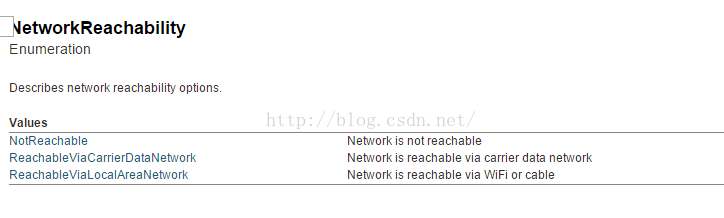 NetworkReachability
Enumeration
Describes network reachability options.
http://blog.csdn.net/
Values
NotReachable Network is not reachable
ReachableViaCarrierDataNetwork Network is reachable via carrier data network
ReachableViaLocalAreaNetwork Network is reachable via WiFi or cable